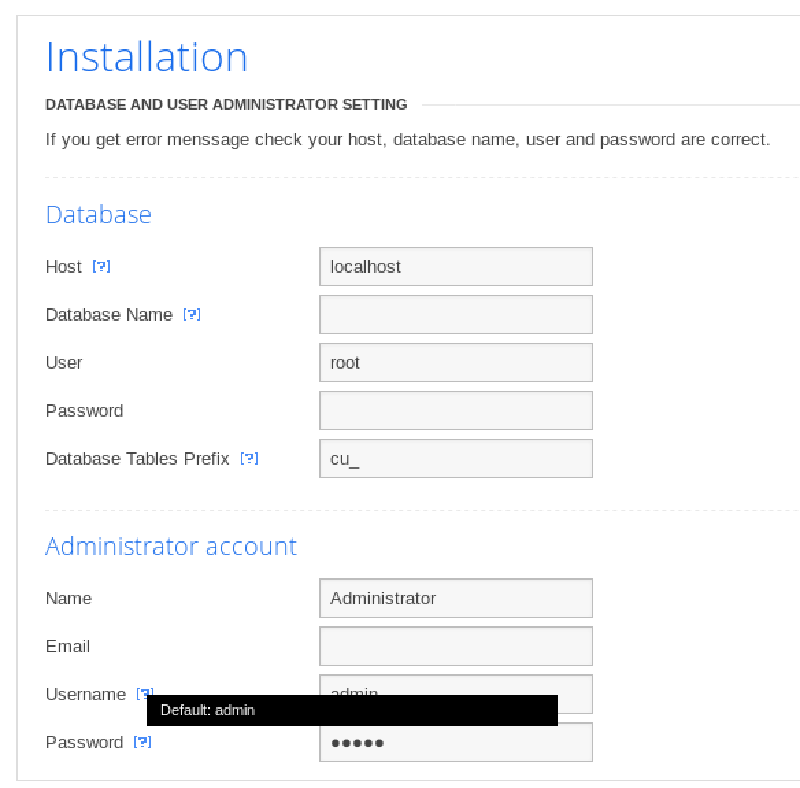 Installation
DATABASE AND USER ADMINISTRATOR SETTING
If you get error menssage check your host, database name, user and password are correct.
Database
Host [?] localhost
Database Name [?]
User root
Password
Database Tables Prefix [?] cu_
Administrator account
Name Administrator
Email
Username [?] admin
Default: admin
Password [?] •••••